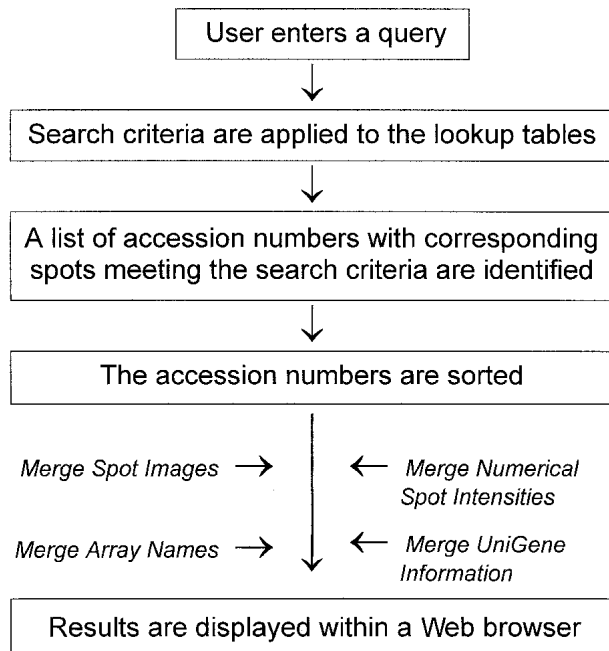 User enters a query
Search criteria are applied to the lookup tables
A list of accession numbers with corresponding
spots meeting the search criteria are identified
The accession numbers are sorted
Merge Spot Images
Merge Numerical
Spot Intensities
Merge Array Names
Merge UniGene
Information
Results are displayed within a Web browser